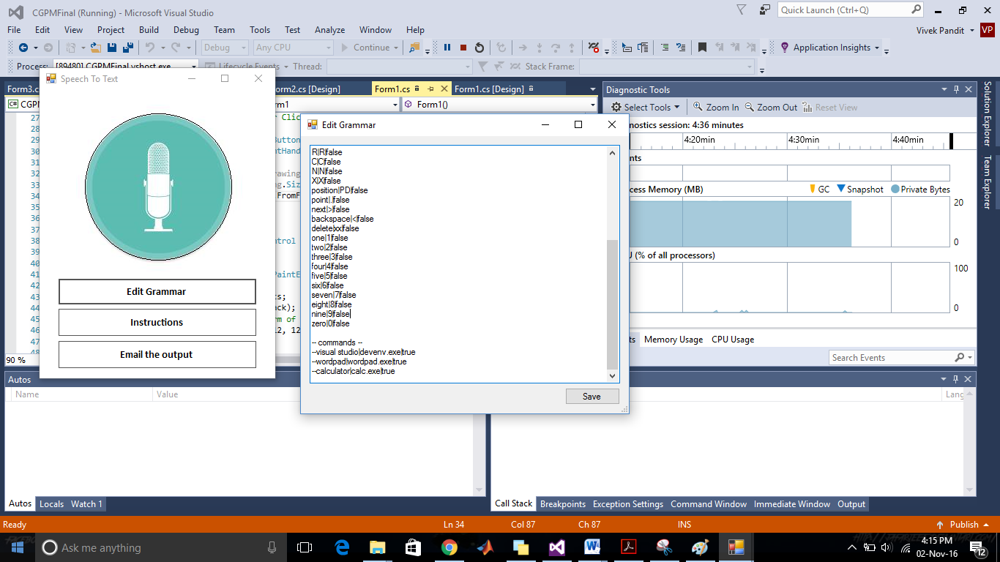 CGPMFinal (Running) - Microsoft Visual Studio
Quick Launch (Ctrl+Q)
File Edit View Project Build Debug Team Tools Test Analyze Window Help
Vivek Pandit VP
Debug Any CPU Continue Application Insights
Process: [89480] CGPMFinal.vshost.exe Lifecycle Events Thread: Stack Frame:
Speech To Text
Form3.c orm2.cs [Design] Form1.cs Form1.cs [Design]
C# CGP rm1 Form1()
27 r Clic
28
29 Button
30 ntHand
31
32 rawing
33 ng.Siz
34 FromF
35
36
37
38 ontrol
39
40
41 PaintE
42
43 ts;
44 ack);
45 rm of
46 12, 12
47
48
90 %
Edit Grammar
Instructions
Email the output
Edit Grammar
R|R|false
C|C|false
N|N|false
X|X|false
position|PD|false
point|.|false
next|>|false
backspace|<|false
delete|xx|false
one|1|false
two|2|false
three|3|false
four|4|false
five|5|false
six|6|false
seven|7|false
eight|8|false
nine|9|false
zero|0|false
-- commands --
--visual studio|devenv.exe|true
--wordpad|wordpad.exe|true
--calculator|calc.exe|true
Save
Diagnostic Tools
Select Tools Zoom In Zoom Out Reset View
nostics session: 4:36 minutes
4:20min 4:30min 4:40min
nts
cess Memory (MB) GC Snapshot Private Bytes
20
0
U (% of all processors)
100
0
ts Memory Usage CPU Usage
Search Events
Solution Explorer
Team Explorer
Autos
Name Value
Lang
Autos Locals Watch 1
Call Stack Breakpoints Exception Settings Command Window Immediate Window Output
Ready Ln 34 Col 87 Ch 87 INS Publish
Ask me anything
4:15 PM
02-Nov-16
12